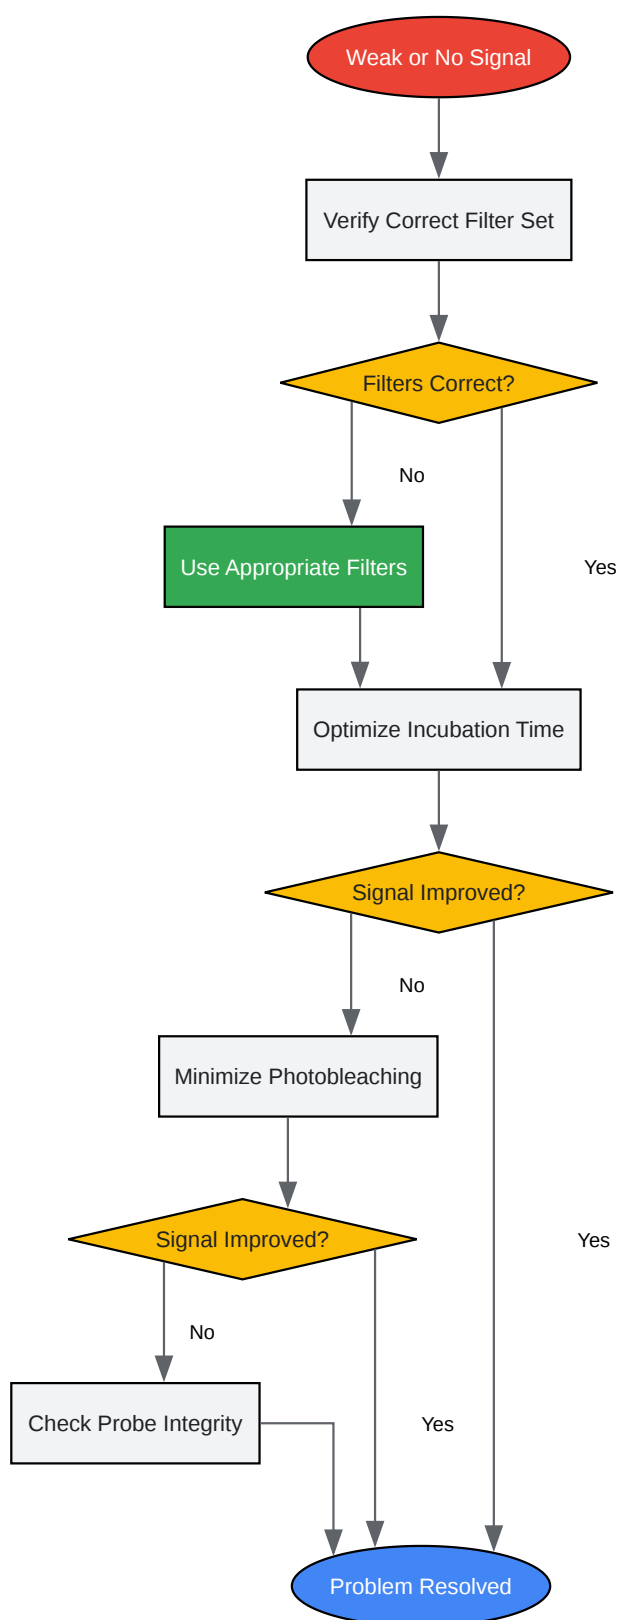 Weak or No Signal
Verify Correct Filter Set
Filters Correct?
No
Use Appropriate Filters
Yes
Optimize Incubation Time
Signal Improved?
No
Minimize Photobleaching
Signal Improved?
Yes
No
Check Probe Integrity
Yes
Problem Resolved